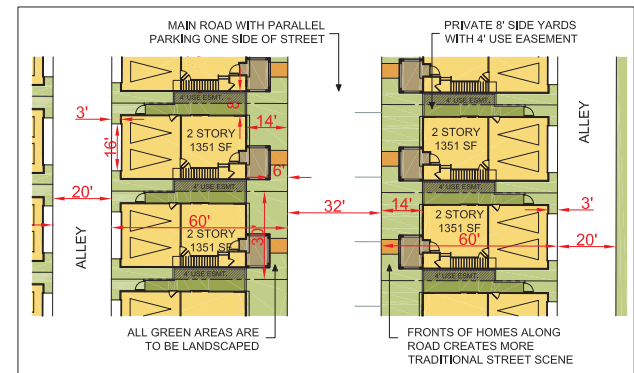 MAIN ROAD WITH PARALLEL
PARKING ONE SIDE OF STREET
PRIVATE 8' SIDE YARDS
WITH 4' USE EASEMENT
4' USE ESMT.
8'
3'
16'
2 STORY
1351 SF
14'
6'
4' USE ESMT.
20'
60'
32'
30'
2 STORY
1351 SF
4' USE ESMT.
ALLEY
4' USE ESMT.
2 STORY
1351 SF
ALLEY
4' USE ESMT.
14'
3'
2 STORY
1351 SF
60'
20'
4' USE ESMT.
ALL GREEN AREAS ARE
TO BE LANDSCAPED
FRONTS OF HOMES ALONG
ROAD CREATES MORE
TRADITIONAL STREET SCENE